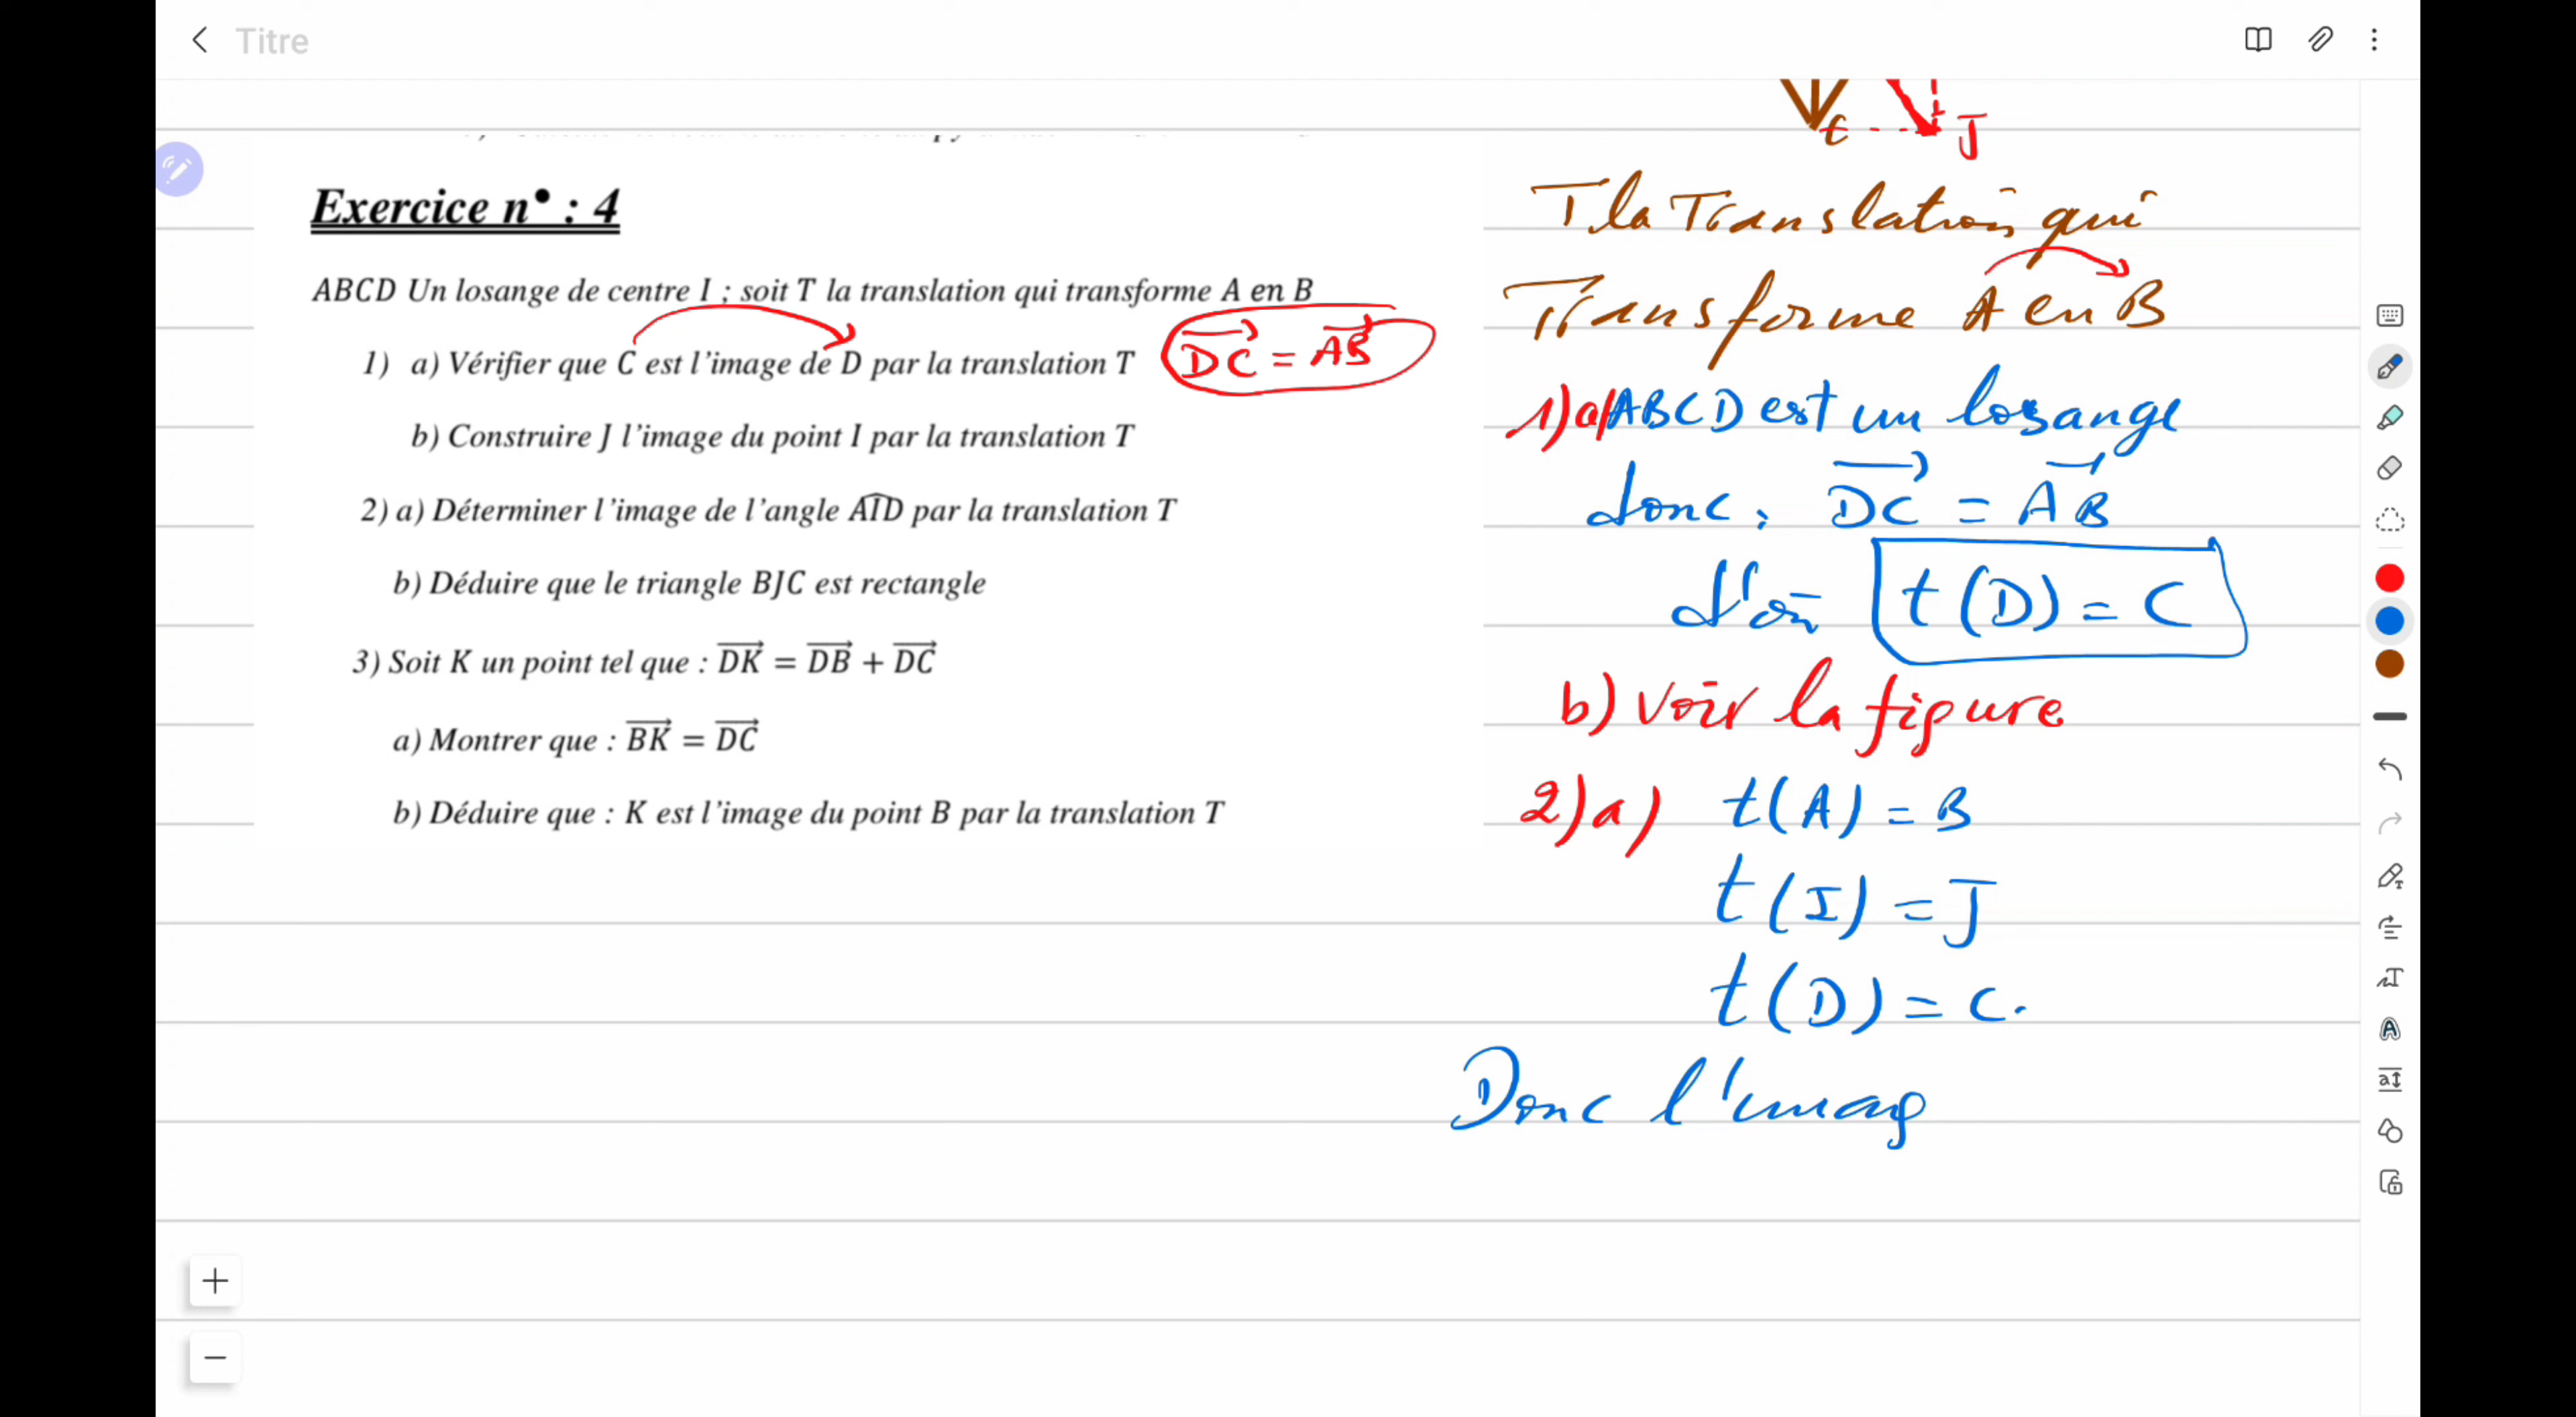 Titre
Exercice n° : 4
ABCD Un losange de centre I ; soit T la translation qui transforme A en B
1) a) Vérifier que C est l'image de D par la translation T
DC = AB
b) Construire J l'image du point I par la translation T
2) a) Déterminer l'image de l'angle AID par la translation T
b) Déduire que le triangle BJC est rectangle
3) Soit K un point tel que : DK = DB + DC
a) Montrer que : BK = DC
b) Déduire que : K est l'image du point B par la translation T
J
T la Translation qui
Transforme A en B
1) a/ ABCD est un losange
donc : DC = AB
d'où t(D) = C
b) voir la figure
2) a) t(A) = B
t(I) = J
t(D) = C.
Donc l'imag